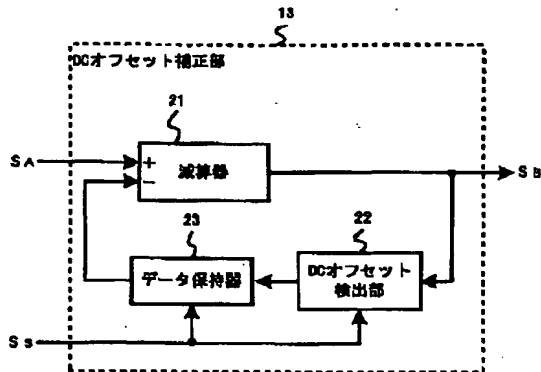 13
DCオフセット補正部
21
SA
+
減算器
−
SB
23
22
データ保持器
DCオフセット
検出部
SS